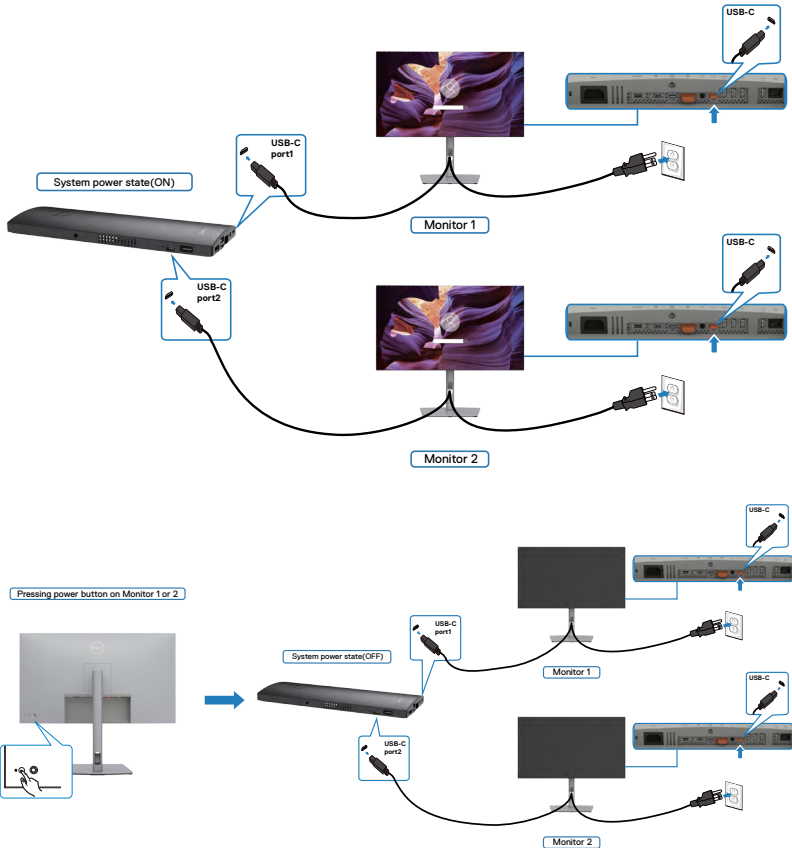 USB-C
USB-C
port1
System power state(ON)
Monitor 1
USB-C
USB-C
port2
Monitor 2
USB-C
Pressing power button on Monitor 1 or 2
USB-C
port1
System power state(OFF)
Monitor 1
USB-C
USB-C
port2
Monitor 2